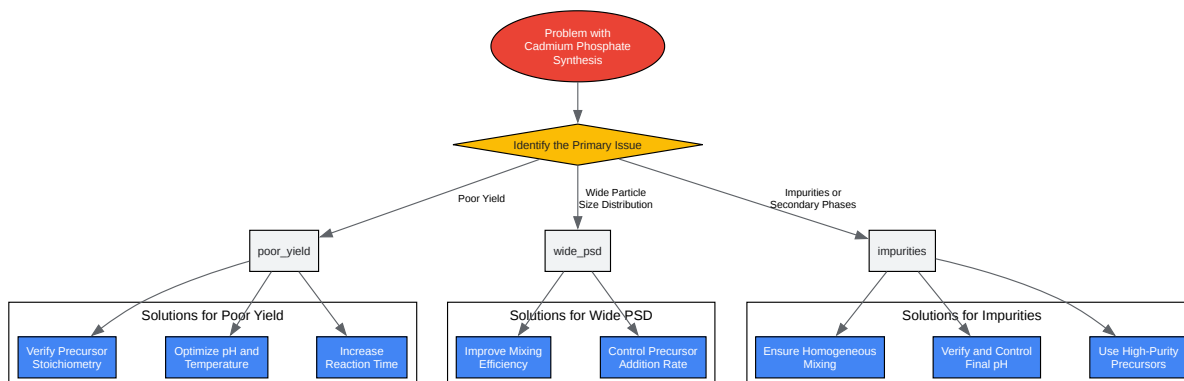 Problem with
Cadmium Phosphate
Synthesis
Identify the Primary Issue
Poor Yield
Wide Particle
Size Distribution
Impurities or
Secondary Phases
poor_yield
wide_psd
impurities
Solutions for Poor Yield
Solutions for Wide PSD
Solutions for Impurities
Verify Precursor
Stoichiometry
Optimize pH and
Temperature
Increase
Reaction Time
Improve Mixing
Efficiency
Control Precursor
Addition Rate
Ensure Homogeneous
Mixing
Verify and Control
Final pH
Use High-Purity
Precursors